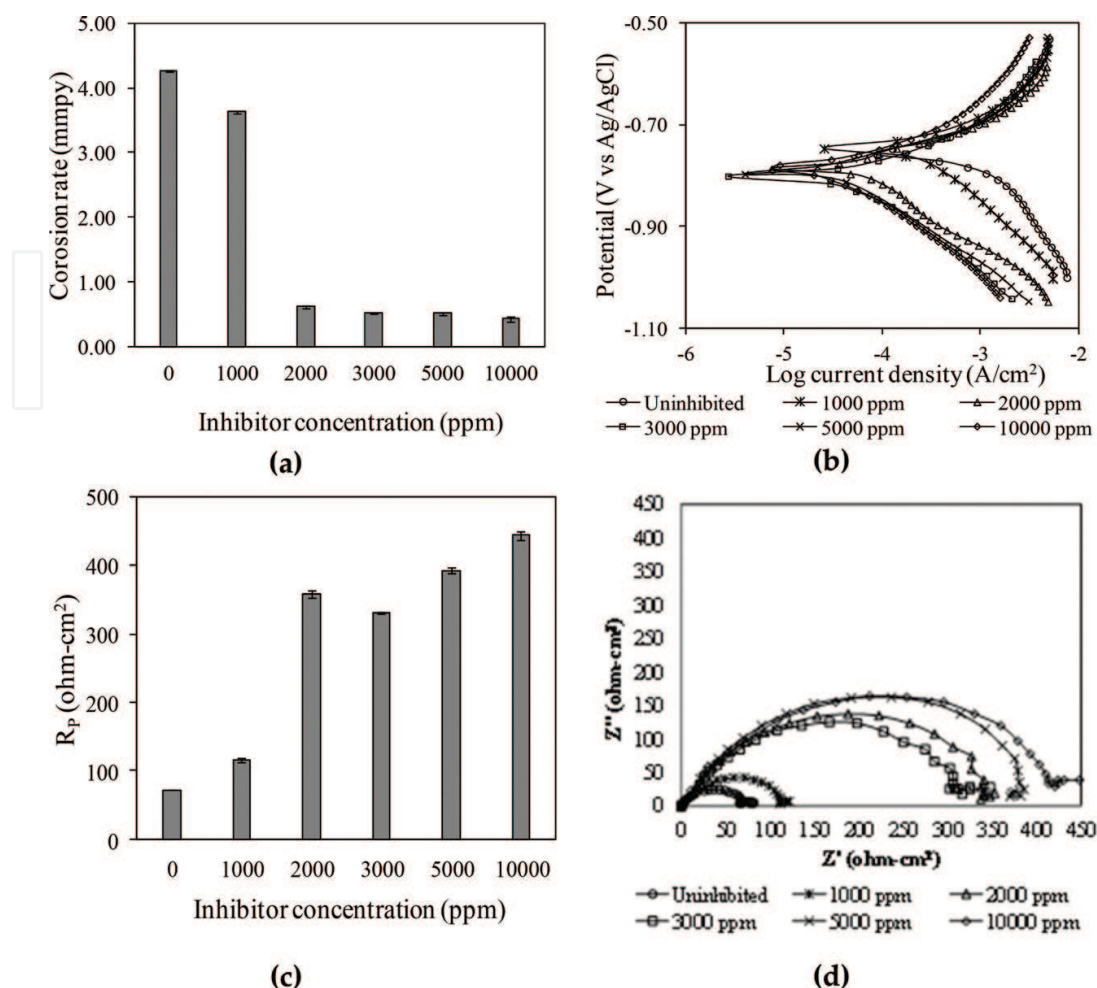 5.00
4.00
3.00
2.00
1.00
0.00
Corosion rate (mmpy)
0 1000 2000 3000 5000 10000
Inhibitor concentration (ppm)
(a)
-0.50
-0.70
-0.90
-1.10
Potential (V vs Ag/AgCl)
-6 -4 -3 -2
Log current density (A/cm²)
Uninhibited 1000 ppm 2000 ppm
3000 ppm 5000 ppm 10000 ppm
(b)
500
400
300
200
100
0
R_P (ohm-cm²)
0 1000 2000 3000 5000 10000
Inhibitor concentration (ppm)
(c)
450
400
350
300
250
200
150
100
50
0
Z'' (ohm-cm²)
0 50 100 150 200 250 300 350 400 450
Z' (ohm-cm²)
Uninhibited 1000 ppm 2000 ppm
3000 ppm 5000 ppm 10000 ppm
(d)